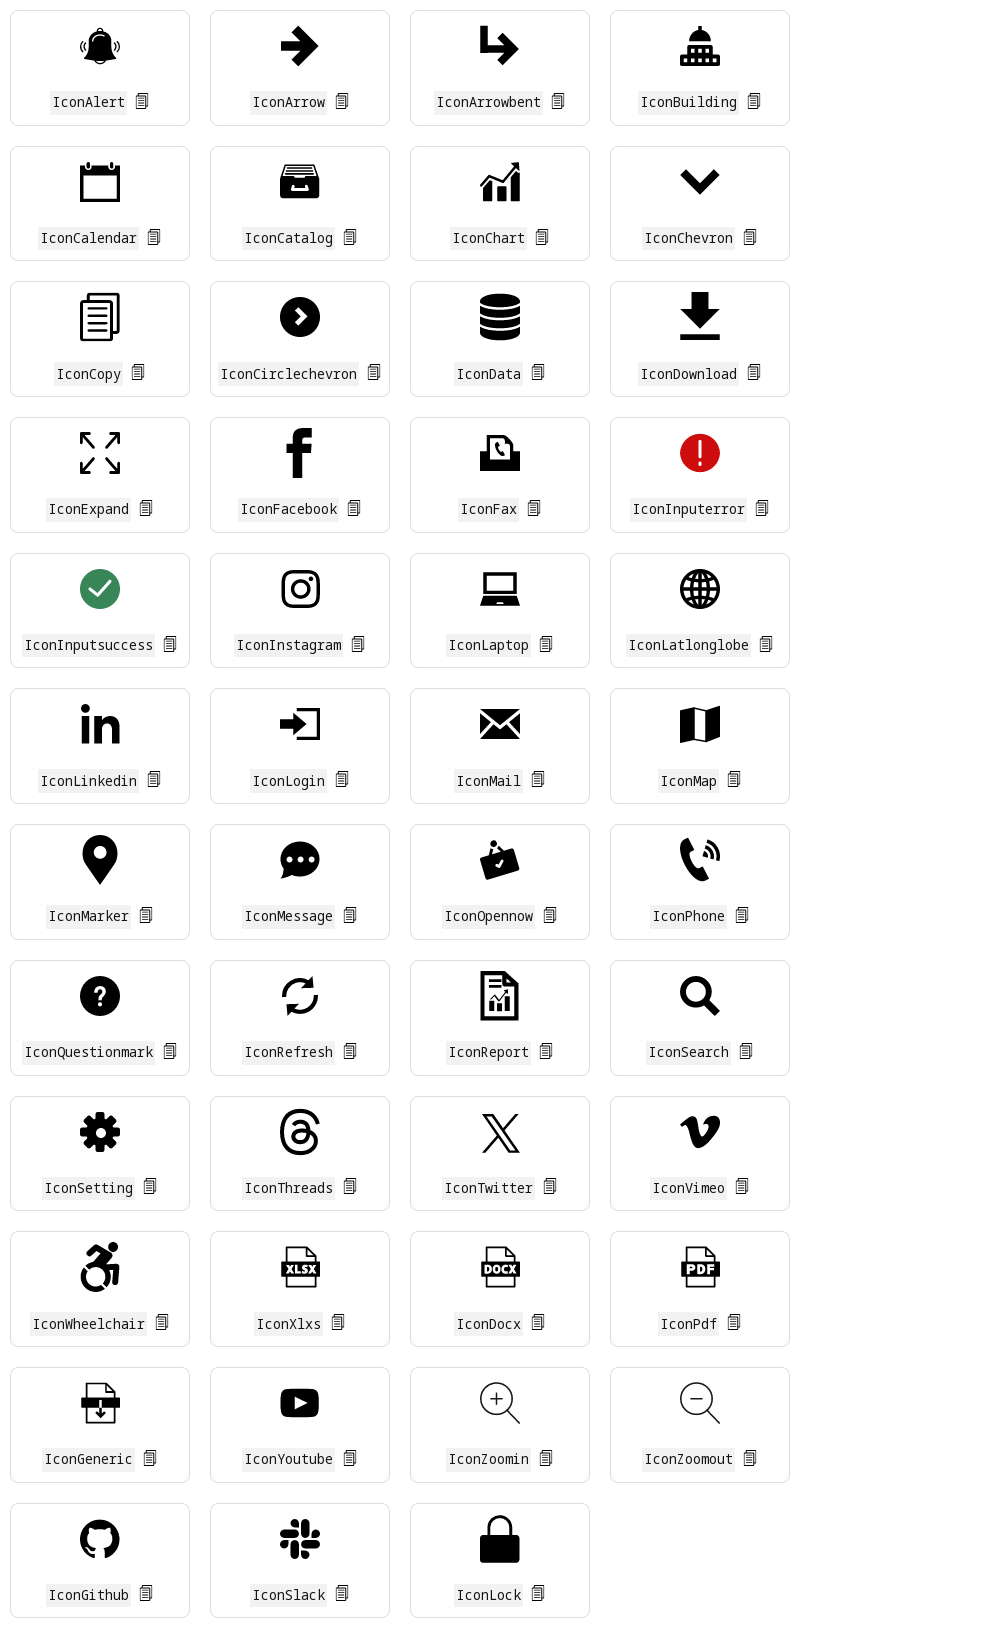 IconAlert
IconArrow
IconArrowbent
IconBuilding
IconCalendar
IconCatalog
IconChart
IconChevron
IconCopy
IconCirclechevron
IconData
IconDownload
IconExpand
IconFacebook
IconFax
IconInputerror
IconInputsuccess
IconInstagram
IconLaptop
IconLatlonglobe
IconLinkedin
IconLogin
IconMail
IconMap
IconMarker
IconMessage
IconOpennow
IconPhone
IconQuestionmark
IconRefresh
IconReport
IconSearch
IconSetting
IconThreads
IconTwitter
IconVimeo
IconWheelchair
XLSX
IconXlxs
DOCX
IconDocx
PDF
IconPdf
IconGeneric
IconYoutube
IconZoomin
IconZoomout
IconGithub
IconSlack
IconLock